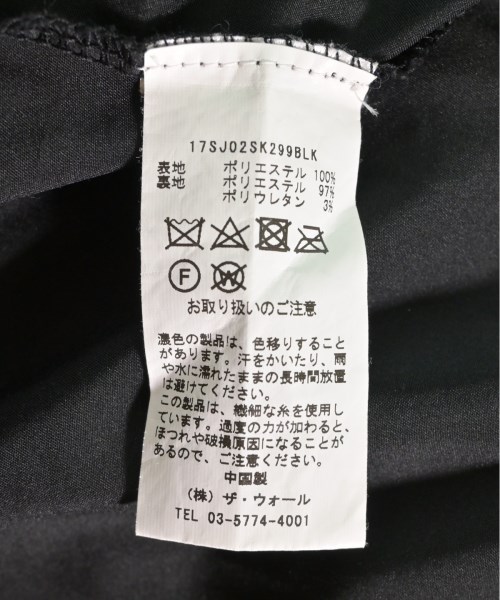 17SJ02SK299BLK
表地 ポリエステル 100%
裏地 ポリエステル 97%
ポリウレタン 3%
F W
お取り扱いのご注意
濃色の製品は、色移りすること
があります。汗をかいたり、雨
や水に濡れたままの長時間放置
は避けてください。
この製品は、繊細な糸を使用し
ています。過度の力が加わると、
ほつれや破損原因になることが
あるので、ご注意ください。
中国製
(株) ザ・ウォール
TEL 03-5774-4001